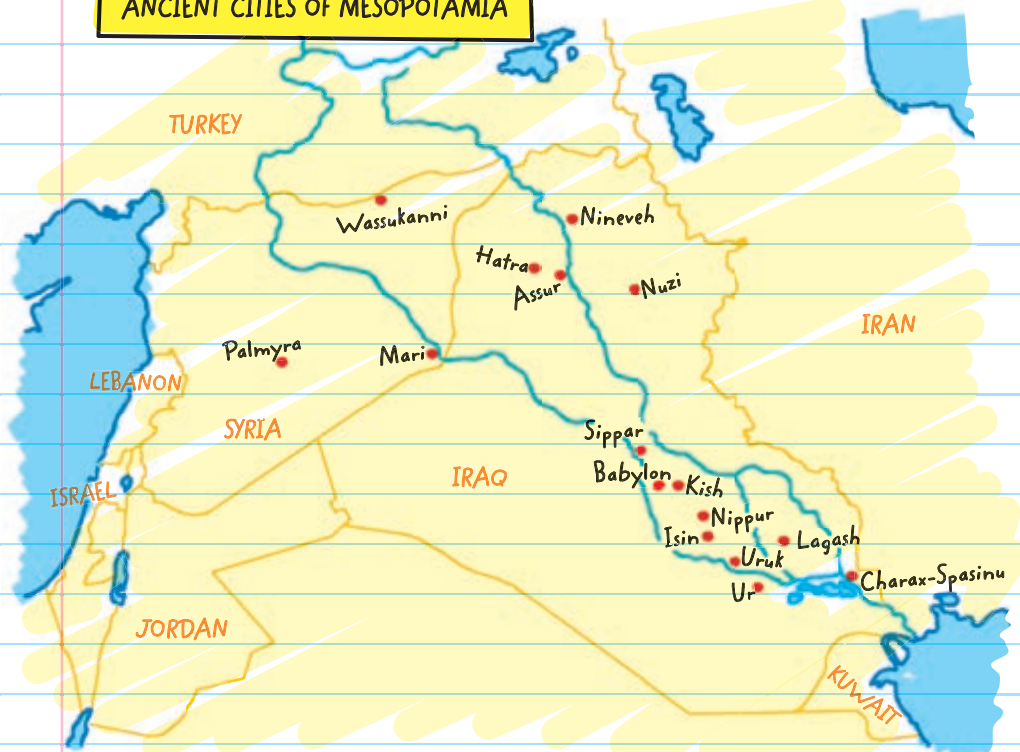 ANCIENT CITIES OF MESOPOTAMIA
TURKEY
Wassukanni
Nineveh
Hatra
Assur
Nuzi
IRAN
Palmyra
Mari
LEBANON
SYRIA
Sippar
IRAQ
Babylon
Kish
ISRAEL
Nippur
Isin
Lagash
Uruk
Ur
Charax-Spasinu
JORDAN
KUWAIT